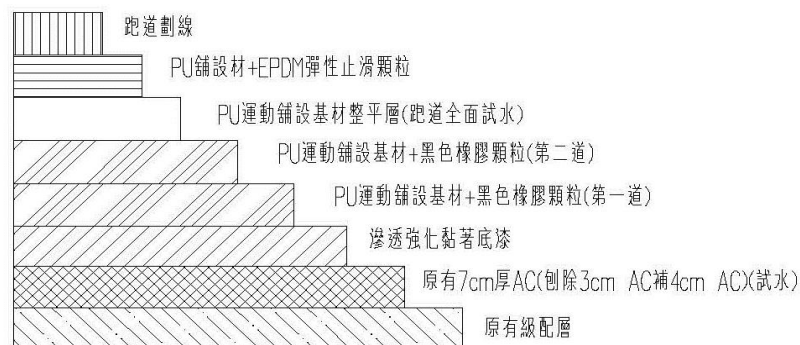 跑道劃線
PU舖設材+EPDM彈性止滑顆粒
PU運動舖設基材整平層(跑道全面試水)
PU運動舖設基材+黑色橡膠顆粒(第二道)
PU運動舖設基材+黑色橡膠顆粒(第一道)
滲透強化黏著底漆
原有7cm厚AC(刨除3cm AC補4cm AC)(試水)
原有級配層